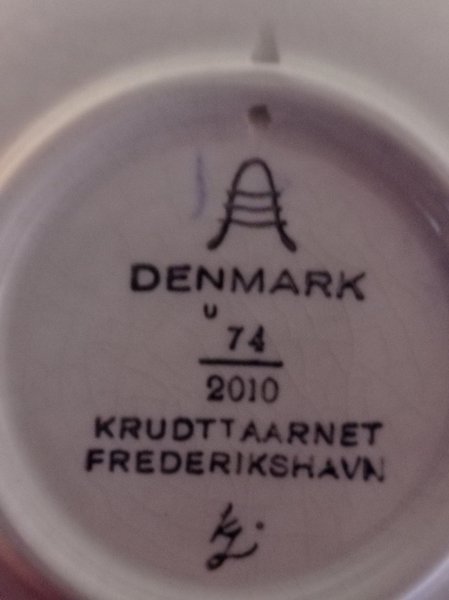 DENMARK
U
74
2010
KRUDTTAARNET
FREDERIKSHAVN